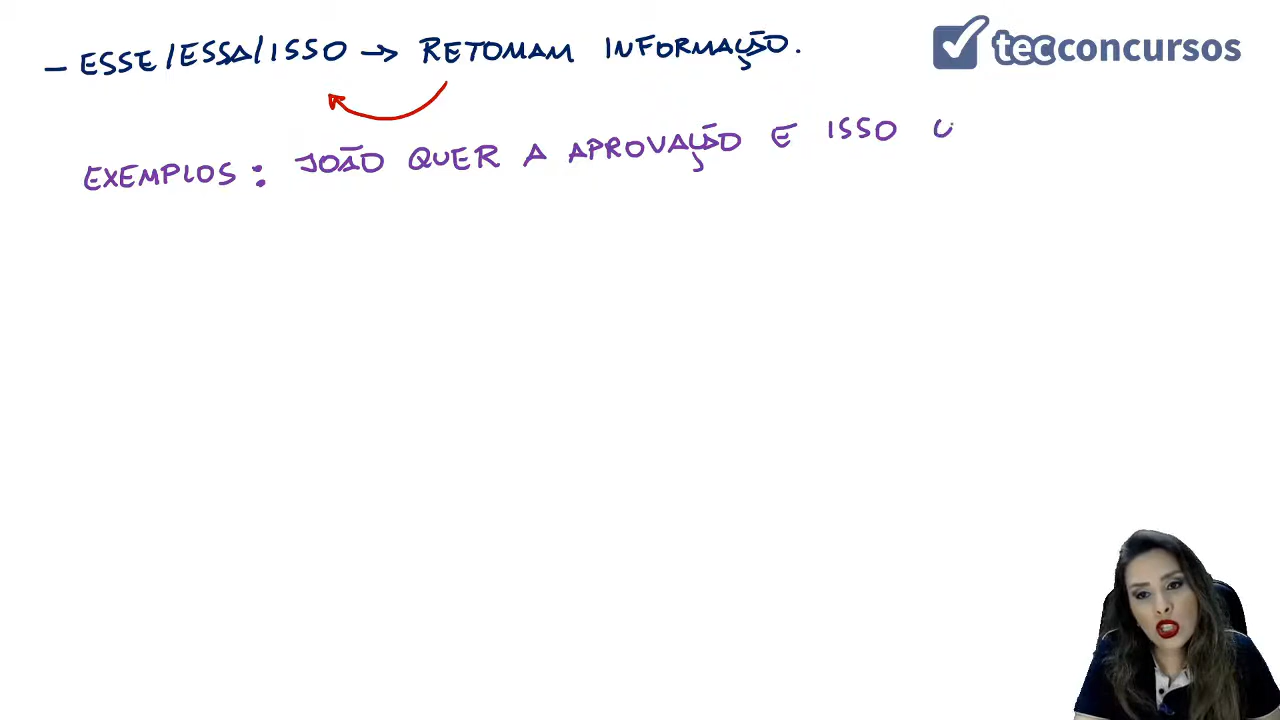 tecconcursos
- ESSE/ESSA/ISSO → RETOMAM INFORMAÇÃO.
EXEMPLOS: JOÃO QUER A APROVAÇÃO E ISSO